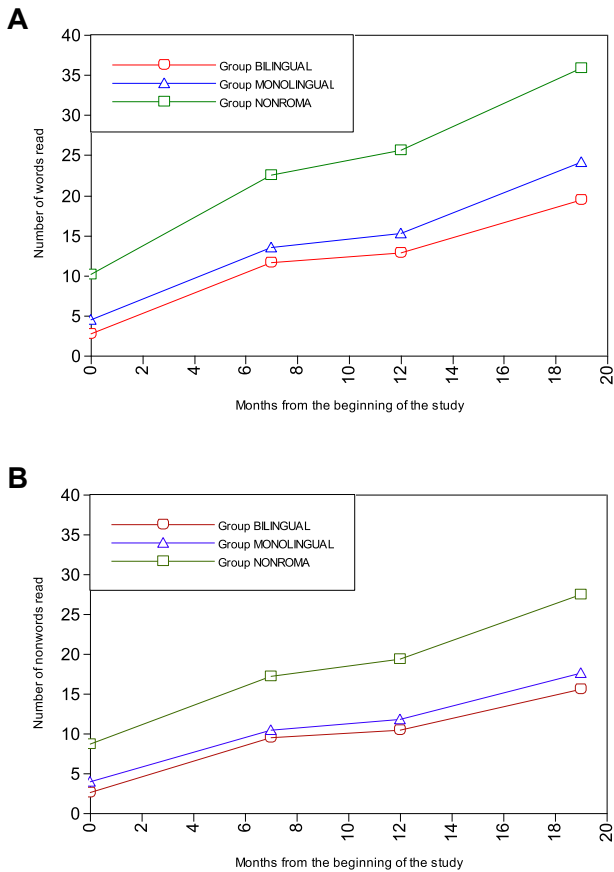 A
40
35
30
25
20
15
10
5
0
Number of words read
Group BILINGUAL
Group MONOLINGUAL
Group NONROMA
0 2 4 6 8 10 12 14 16 18 20
Months from the beginning of the study
B
40
35
30
25
20
15
10
5
0
Number of nonwords read
Group BILINGUAL
Group MONOLINGUAL
Group NONROMA
0 2 4 6 8 10 12 14 16 18 20
Months from the beginning of the study